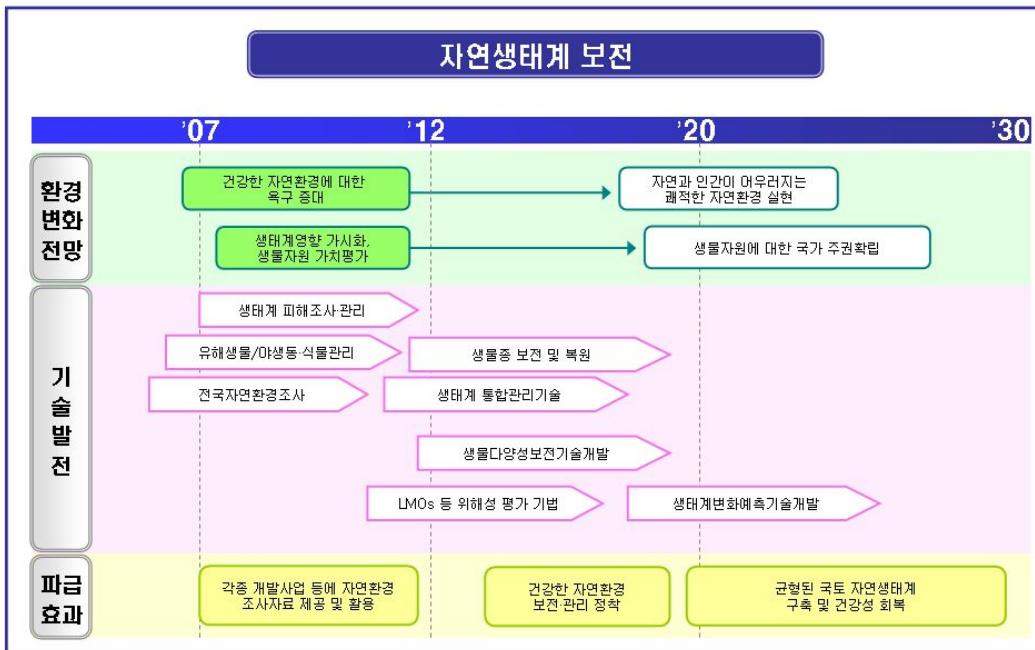 자연생태계 보전
'07 '12 '20 '30
환경
변화
전망
건강한 자연환경에 대한
욕구 증대
자연과 인간이 어우러지는
쾌적한 자연환경 실현
생태계영향 가시화,
생물자원 가치평가
생물자원에 대한 국가 주권확립
기
술
발
전
생태계 피해조사·관리
유해생물/야생동·식물관리
생물종 보전 및 복원
전국자연환경조사
생태계 통합관리기술
생물다양성보전기술개발
LMOs 등 위해성 평가 기법
생태계변화예측기술개발
파급
효과
각종 개발사업 등에 자연환경
조사자료 제공 및 활용
건강한 자연환경
보전·관리 정착
균형된 국토 자연생태계
구축 및 건강성 회복